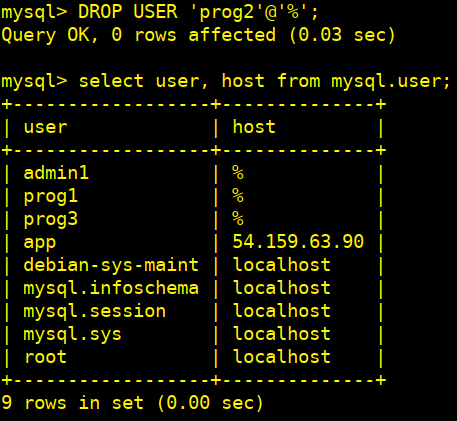 mysql> DROP USER 'prog2'@'%';
Query OK, 0 rows affected (0.03 sec)
mysql> select user, host from mysql.user;
+------------------+--------------+
| user             | host         |
+------------------+--------------+
| admin1           | %            |
| prog1            | %            |
| prog3            | %            |
| app              | 54.159.63.90 |
| debian-sys-maint | localhost    |
| mysql.infoschema | localhost    |
| mysql.session    | localhost    |
| mysql.sys        | localhost    |
| root             | localhost    |
+------------------+--------------+
9 rows in set (0.00 sec)